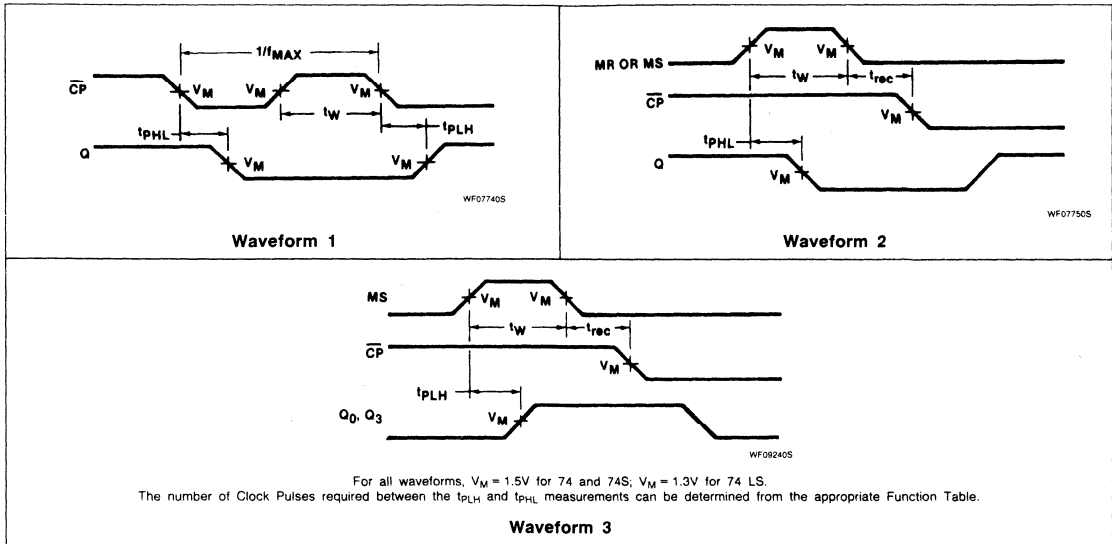 1/fMAX
CP
VM VM VM
tW
tPHL tPLH
Q
VM VM
WF07740S
Waveform 1
VM VM
MR OR MS
tW trec
CP
VM
tPHL
Q
VM
WF07750S
Waveform 2
MS
VM VM
tW trec
CP
VM
tPLH
Q0, Q3
VM
WF09240S
For all waveforms, VM = 1.5V for 74 and 74S; VM = 1.3V for 74 LS.
The number of Clock Pulses required between the tPLH and tPHL measurements can be determined from the appropriate Function Table.
Waveform 3